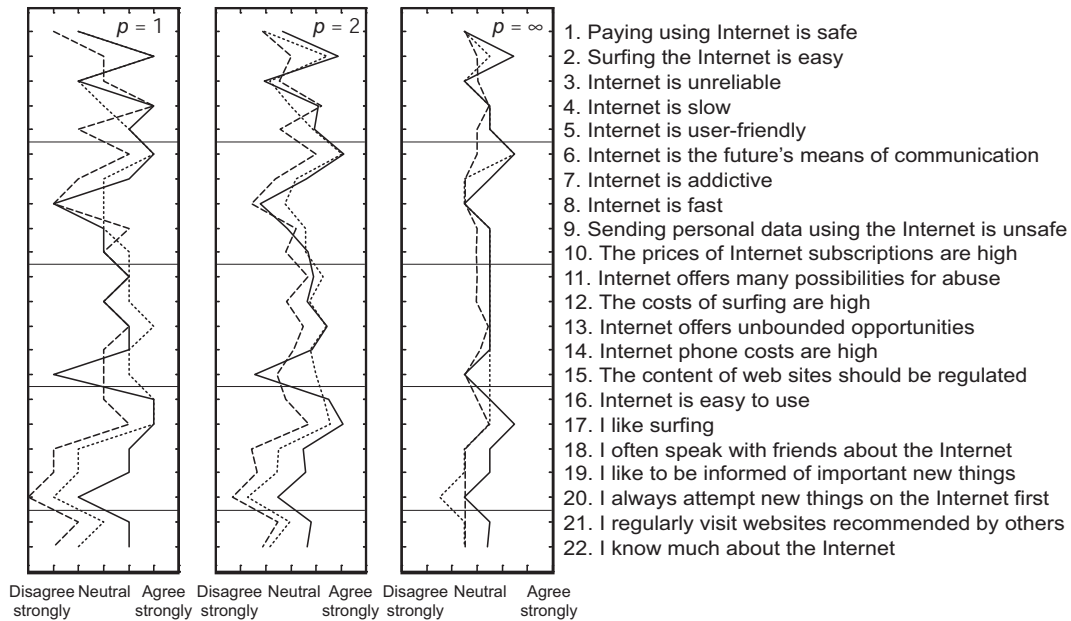 p = 1
p = 2
p = ∞
1. Paying using Internet is safe
2. Surfing the Internet is easy
3. Internet is unreliable
4. Internet is slow
5. Internet is user-friendly
6. Internet is the future's means of communication
7. Internet is addictive
8. Internet is fast
9. Sending personal data using the Internet is unsafe
10. The prices of Internet subscriptions are high
11. Internet offers many possibilities for abuse
12. The costs of surfing are high
13. Internet offers unbounded opportunities
14. Internet phone costs are high
15. The content of web sites should be regulated
16. Internet is easy to use
17. I like surfing
18. I often speak with friends about the Internet
19. I like to be informed of important new things
20. I always attempt new things on the Internet first
21. I regularly visit websites recommended by others
22. I know much about the Internet
Disagree Neutral Agree Disagree Neutral Agree Disagree Neutral Agree
strongly strongly strongly strongly strongly strongly